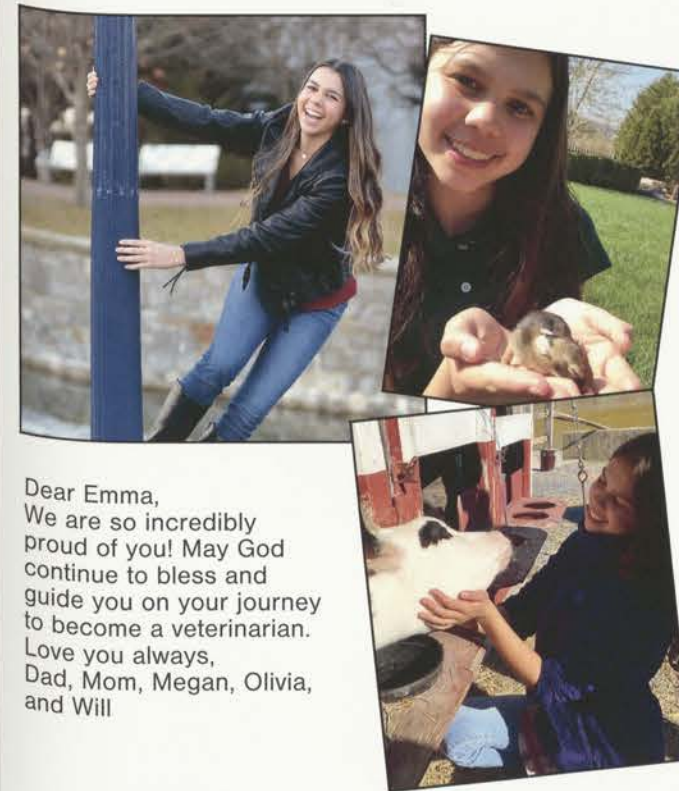 Dear Emma,
We are so incredibly
proud of you! May God
continue to bless and
guide you on your journey
to become a veterinarian.
Love you always,
Dad, Mom, Megan, Olivia,
and Will